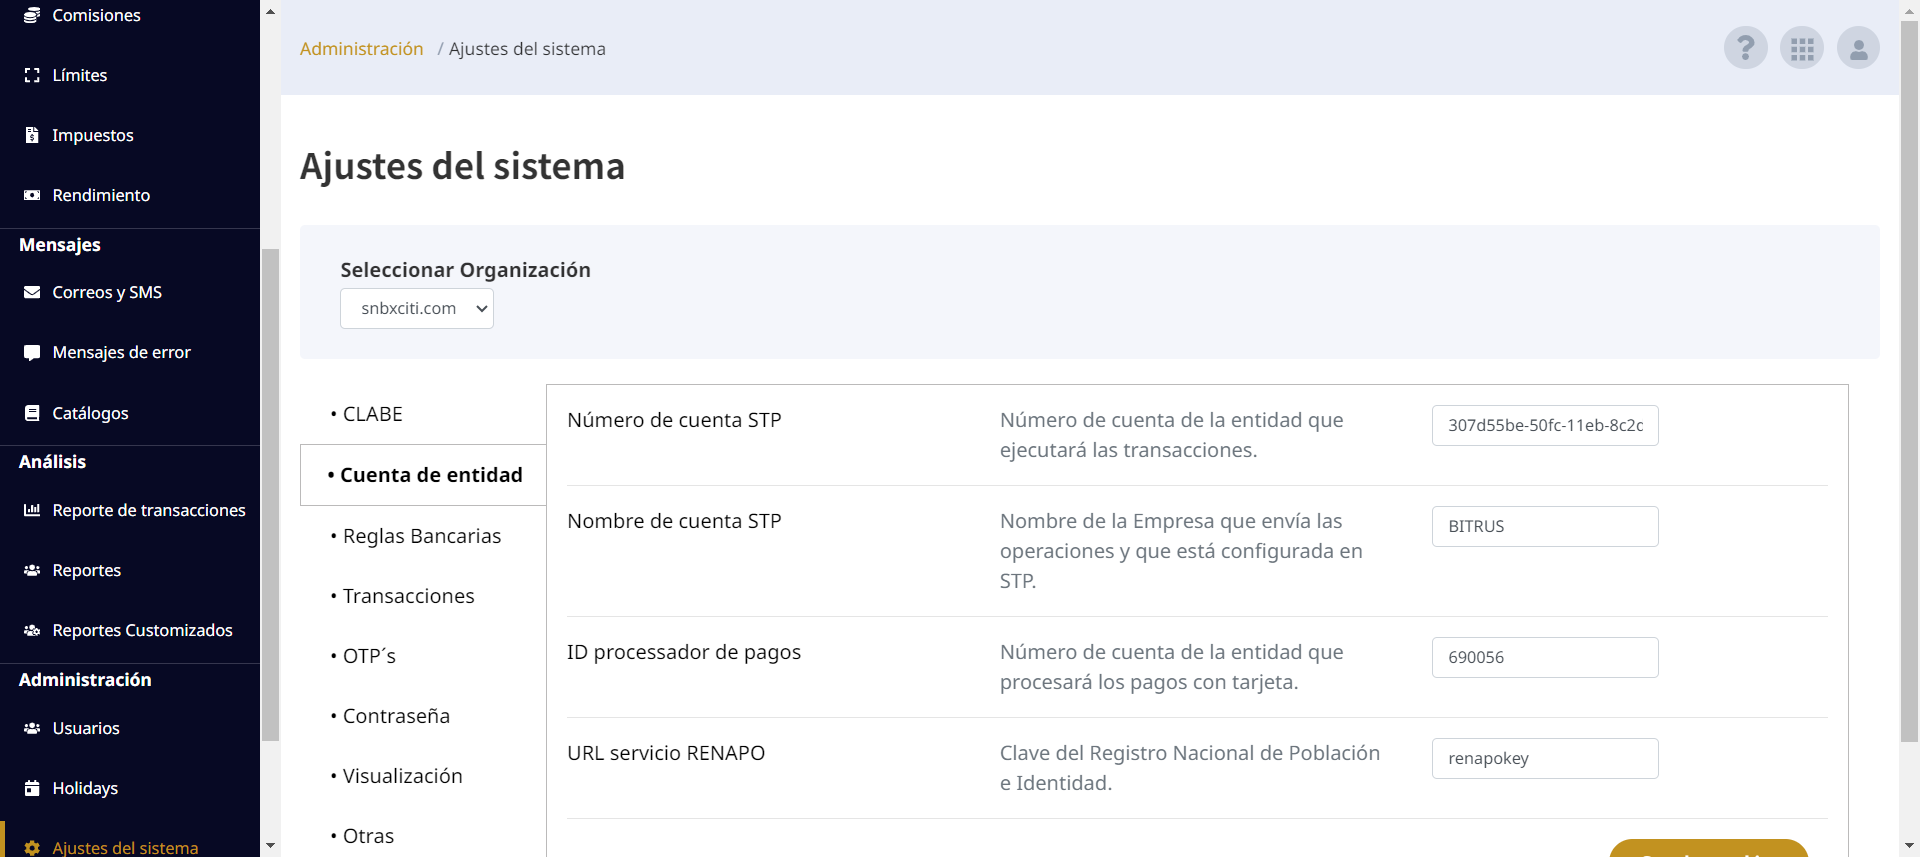 Comisiones
Límites
Impuestos
Rendimiento
Mensajes
Correos y SMS
Mensajes de error
Catálogos
Análisis
Reporte de transacciones
Reportes
Reportes Customizados
Administración
Usuarios
Holidays
Ajustes del sistema
Administración / Ajustes del sistema
?
Ajustes del sistema
Seleccionar Organización
snbxciti.com
• CLABE
• Cuenta de entidad
• Reglas Bancarias
• Transacciones
• OTP´s
• Contraseña
• Visualización
• Otras
Número de cuenta STP
Número de cuenta de la entidad que
ejecutará las transacciones.
307d55be-50fc-11eb-8c2c
Nombre de cuenta STP
Nombre de la Empresa que envía las
operaciones y que está configurada en
STP.
BITRUS
ID processador de pagos
Número de cuenta de la entidad que
procesará los pagos con tarjeta.
690056
URL servicio RENAPO
Clave del Registro Nacional de Población
e Identidad.
renapokey